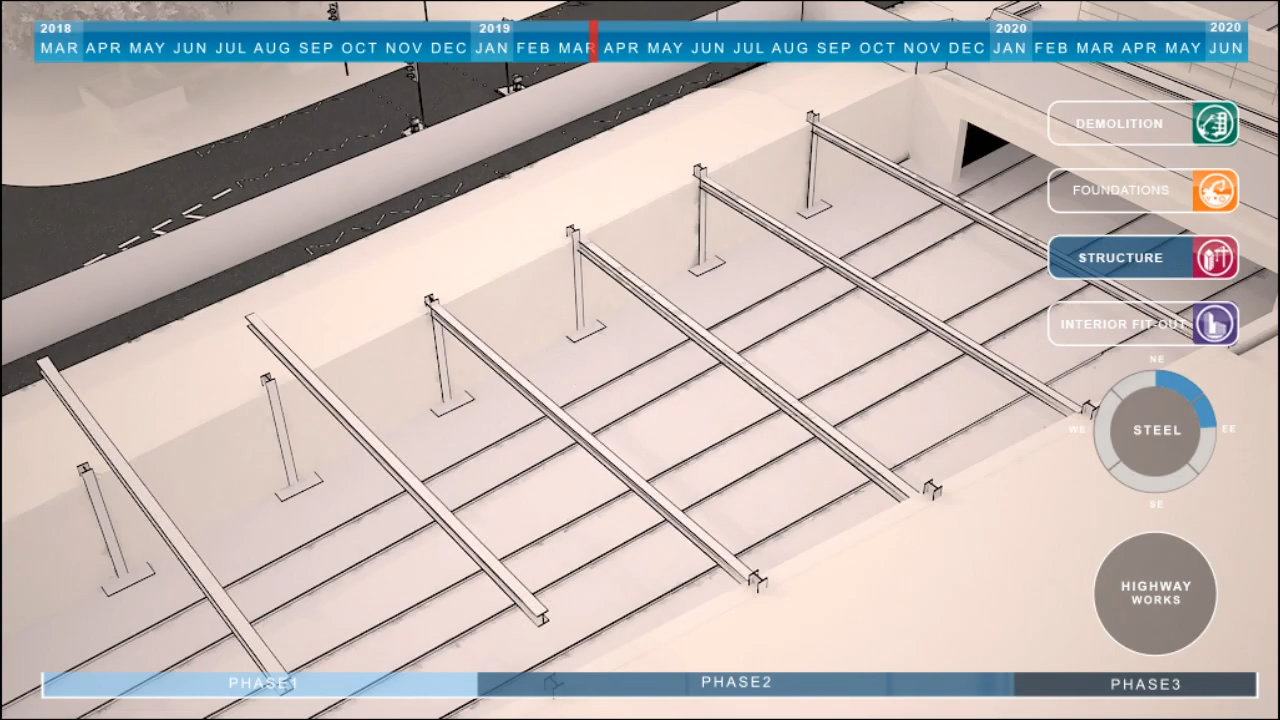 2018 2019 2020 2020
MAR APR MAY JUN JUL AUG SEP OCT NOV DEC JAN FEB MAR APR MAY JUN JUL AUG SEP OCT NOV DEC JAN FEB MAR APR MAY JUN
DEMOLITION
FOUNDATIONS
STRUCTURE
INTERIOR FIT-OUT
NE
WE STEEL EE
SE
HIGHWAY
WORKS
PHASE1 PHASE2 PHASE3